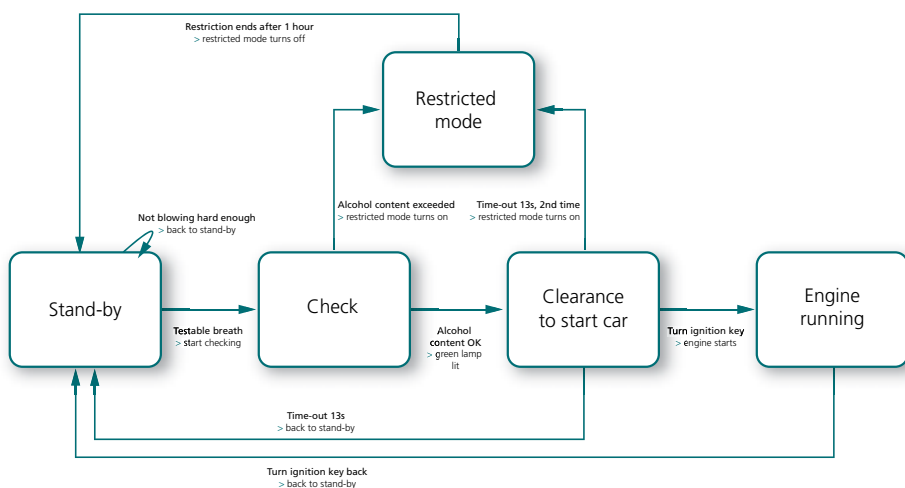 Restriction ends after 1 hour
> restricted mode turns off
Restricted
mode
Alcohol content exceeded
> restricted mode turns on
Time-out 13s, 2nd time
> restricted mode turns on
Not blowing hard enough
> back to stand-by
Stand-by
Check
Clearance
to start car
Engine
running
Testable breath
> start checking
Alcohol
content OK
> green lamp
lit
Turn ignition key
> engine starts
Time-out 13s
> back to stand-by
Turn ignition key back
> back to stand-by